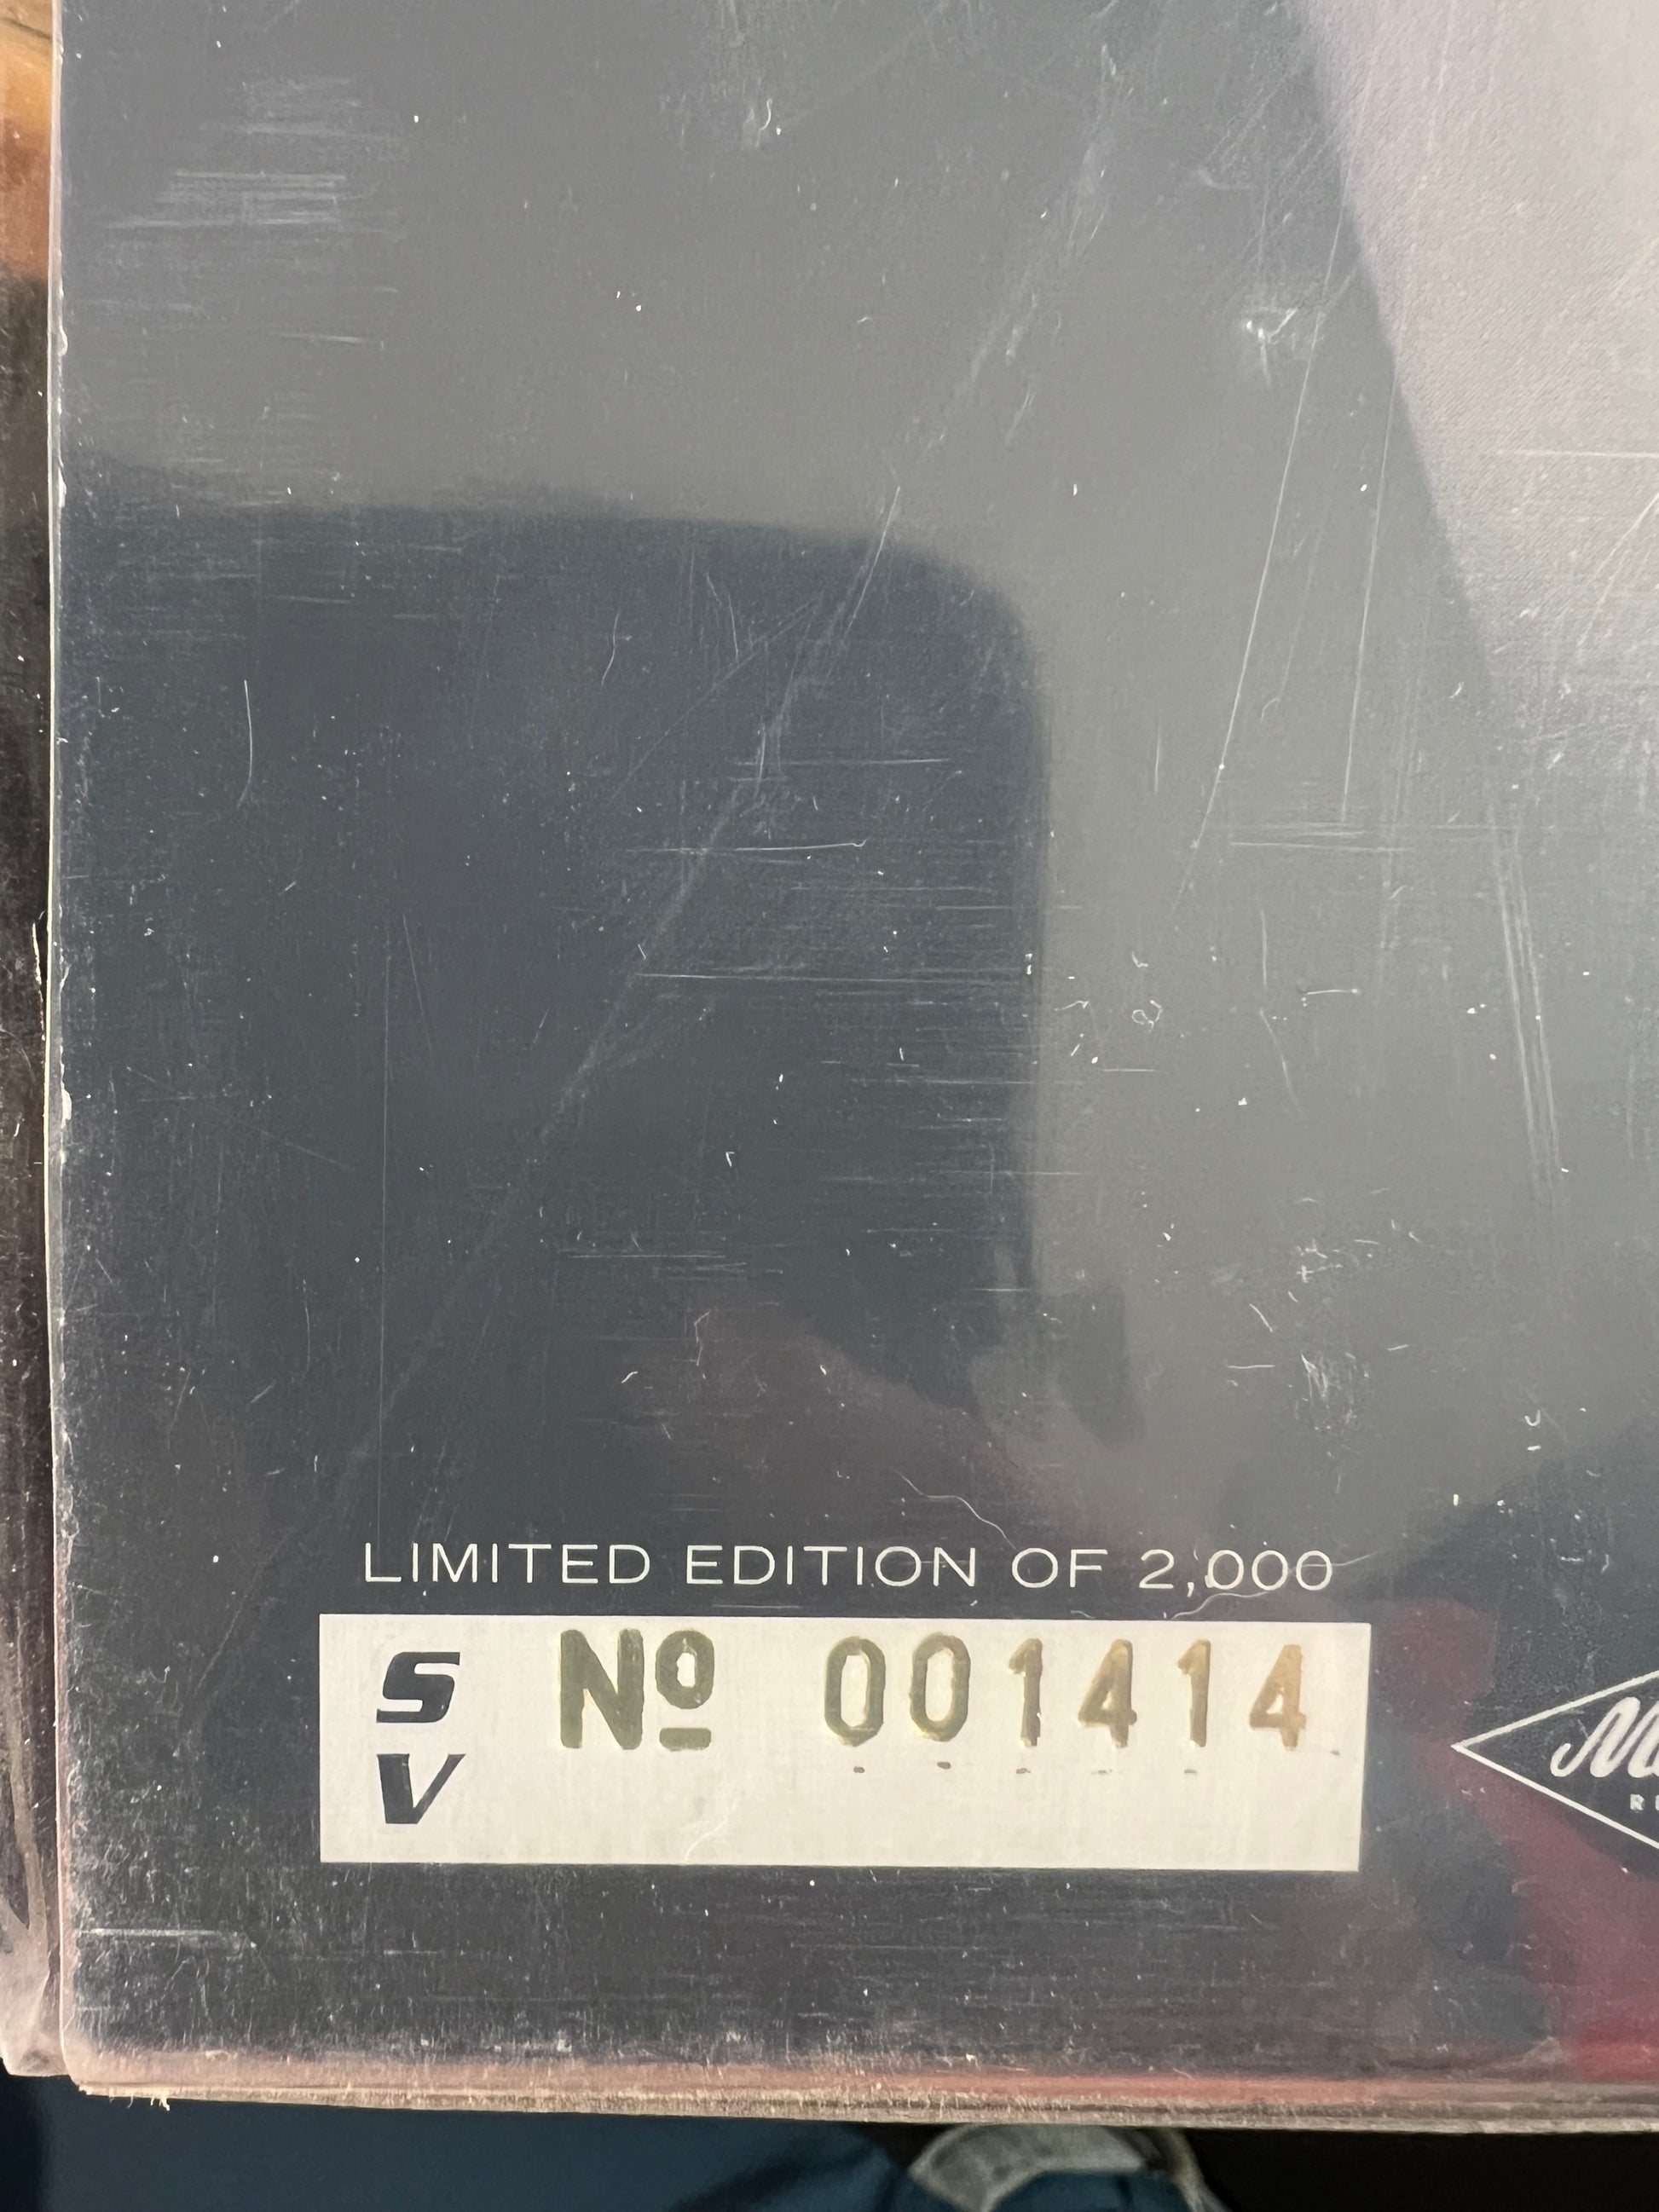 LIMITED EDITION OF 2,000
S Nº 001414
V